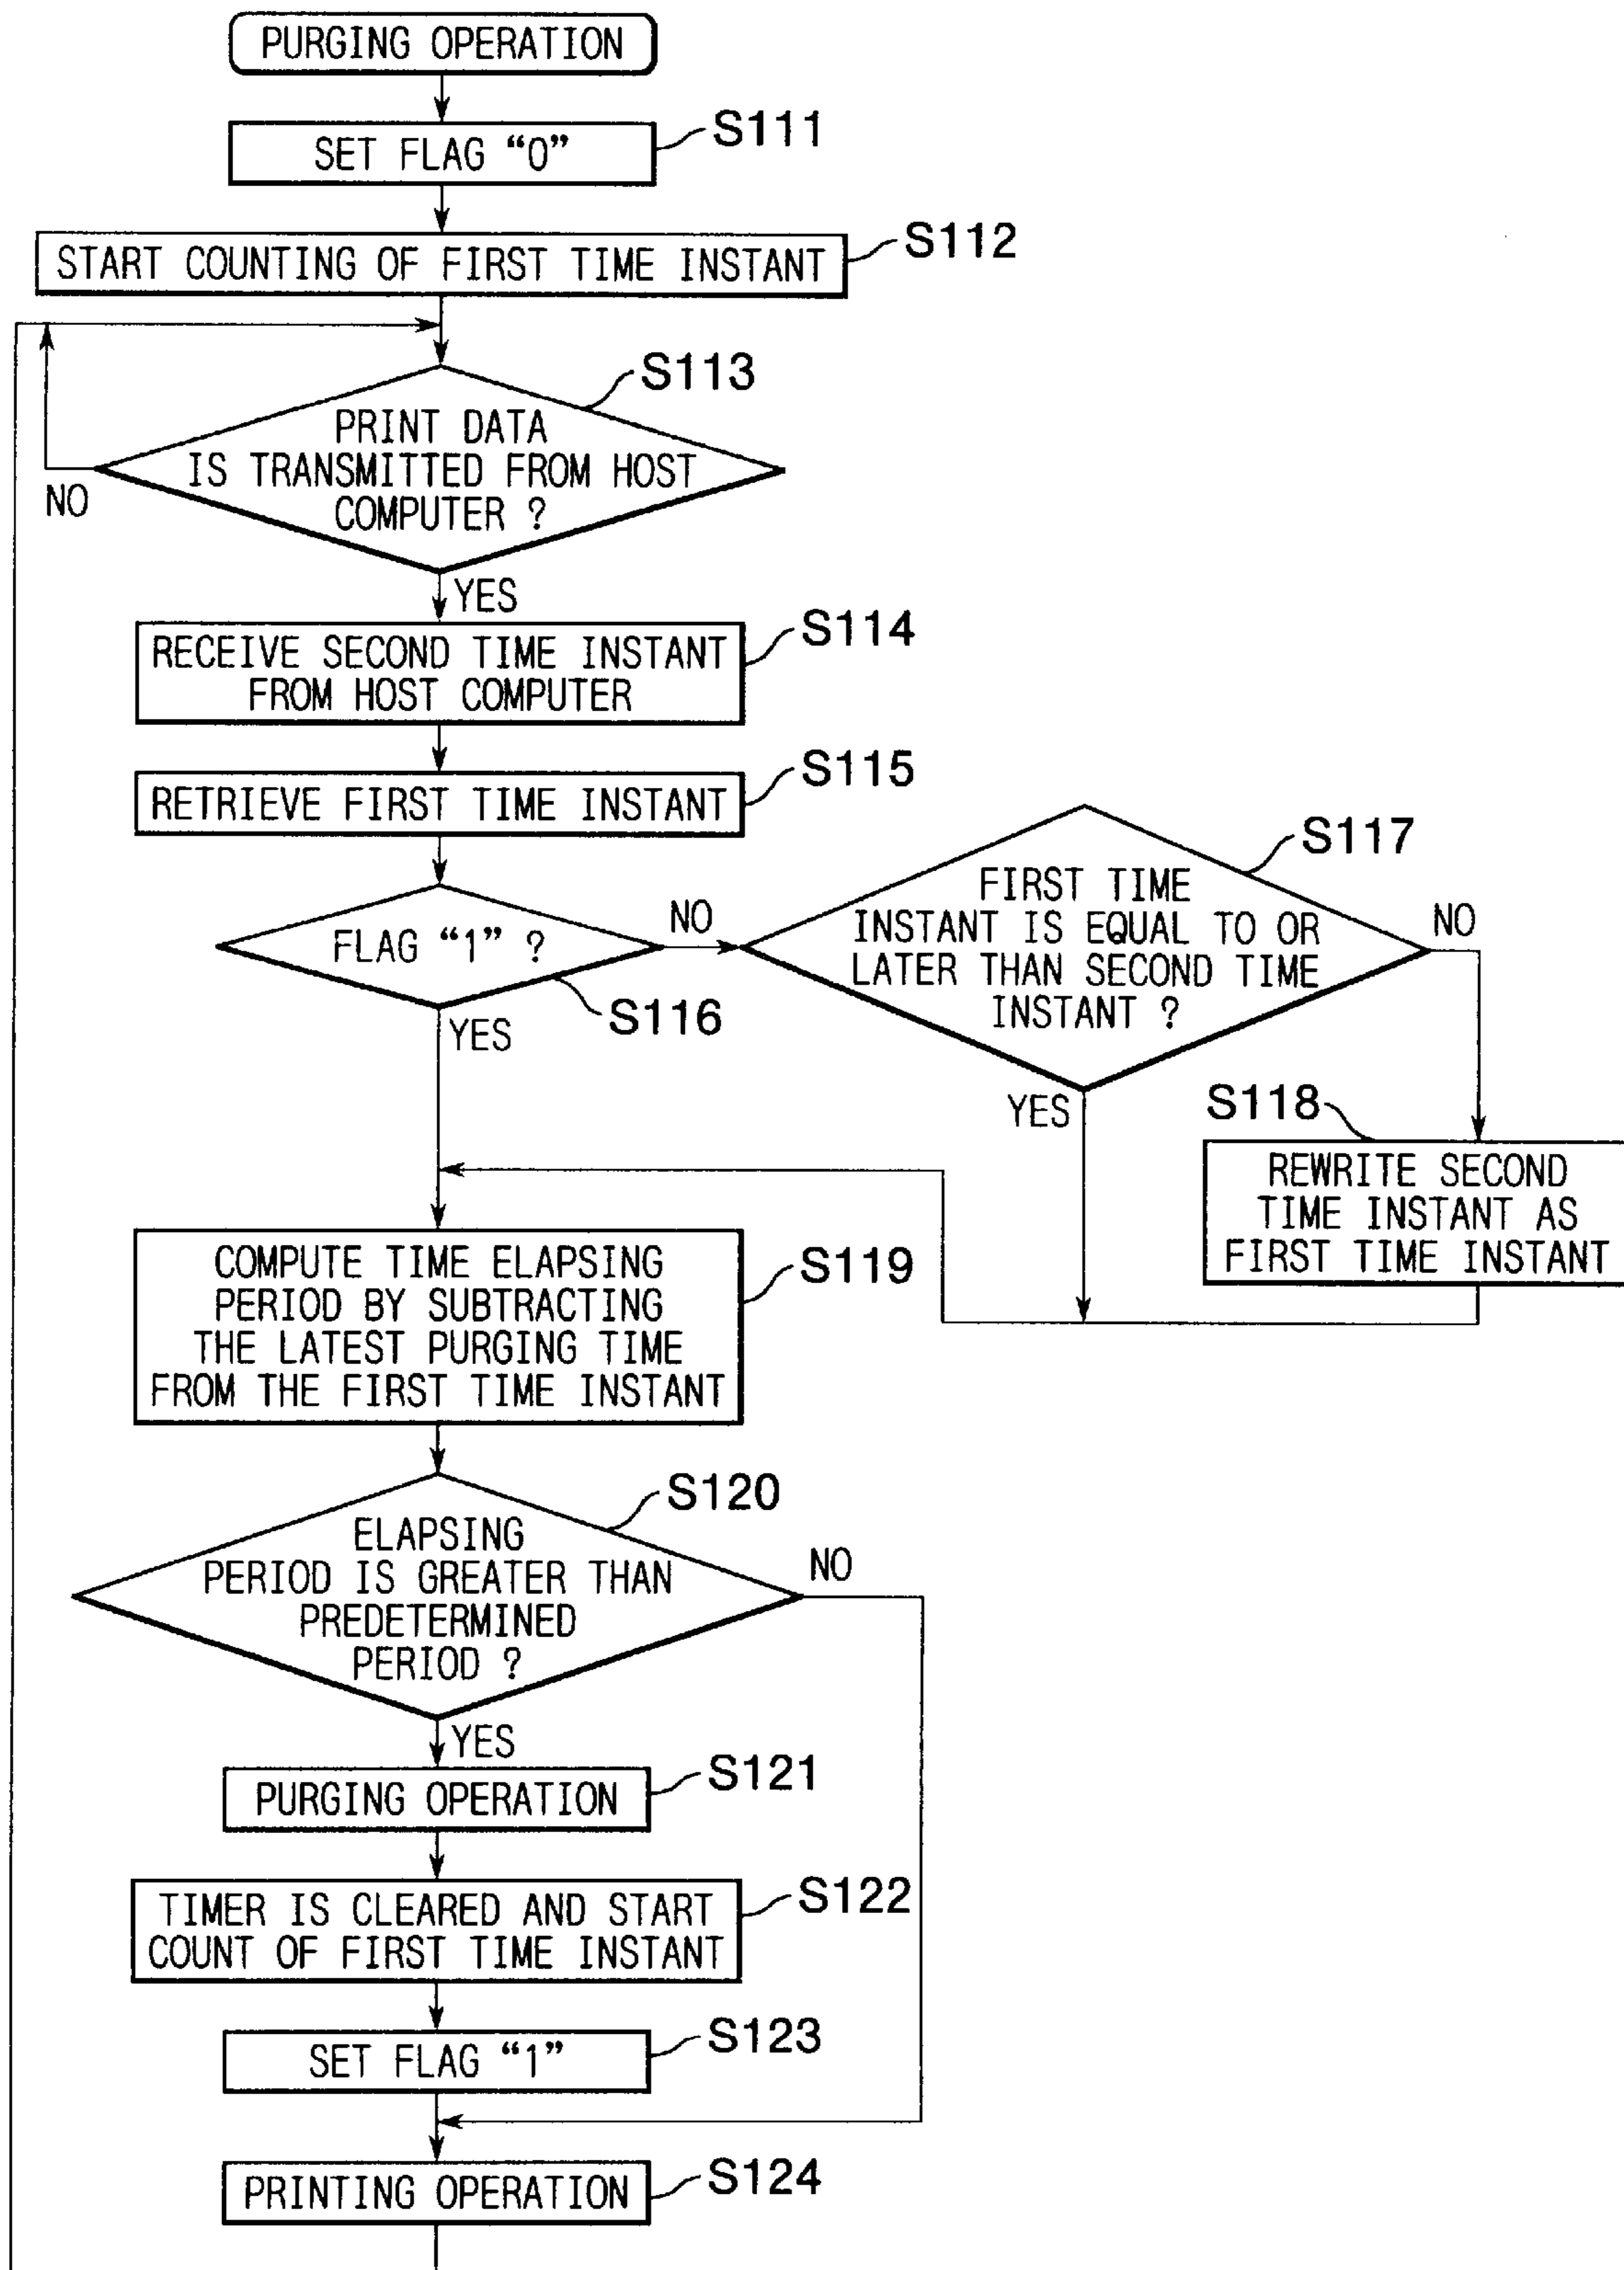 PURGING OPERATION
S111
SET FLAG “0”
S112
START COUNTING OF FIRST TIME INSTANT
S113
PRINT DATA
IS TRANSMITTED FROM HOST
COMPUTER ?
NO
YES
S114
RECEIVE SECOND TIME INSTANT
FROM HOST COMPUTER
S115
RETRIEVE FIRST TIME INSTANT
FLAG “1” ?
NO
S116
YES
S117
FIRST TIME
INSTANT IS EQUAL TO OR
LATER THAN SECOND TIME
INSTANT ?
NO
YES
S118
REWRITE SECOND
TIME INSTANT AS
FIRST TIME INSTANT
COMPUTE TIME ELAPSING
PERIOD BY SUBTRACTING
THE LATEST PURGING TIME
FROM THE FIRST TIME INSTANT
S119
S120
ELAPSING
PERIOD IS GREATER THAN
PREDETERMINED
PERIOD ?
NO
YES
S121
PURGING OPERATION
S122
TIMER IS CLEARED AND START
COUNT OF FIRST TIME INSTANT
S123
SET FLAG “1”
S124
PRINTING OPERATION